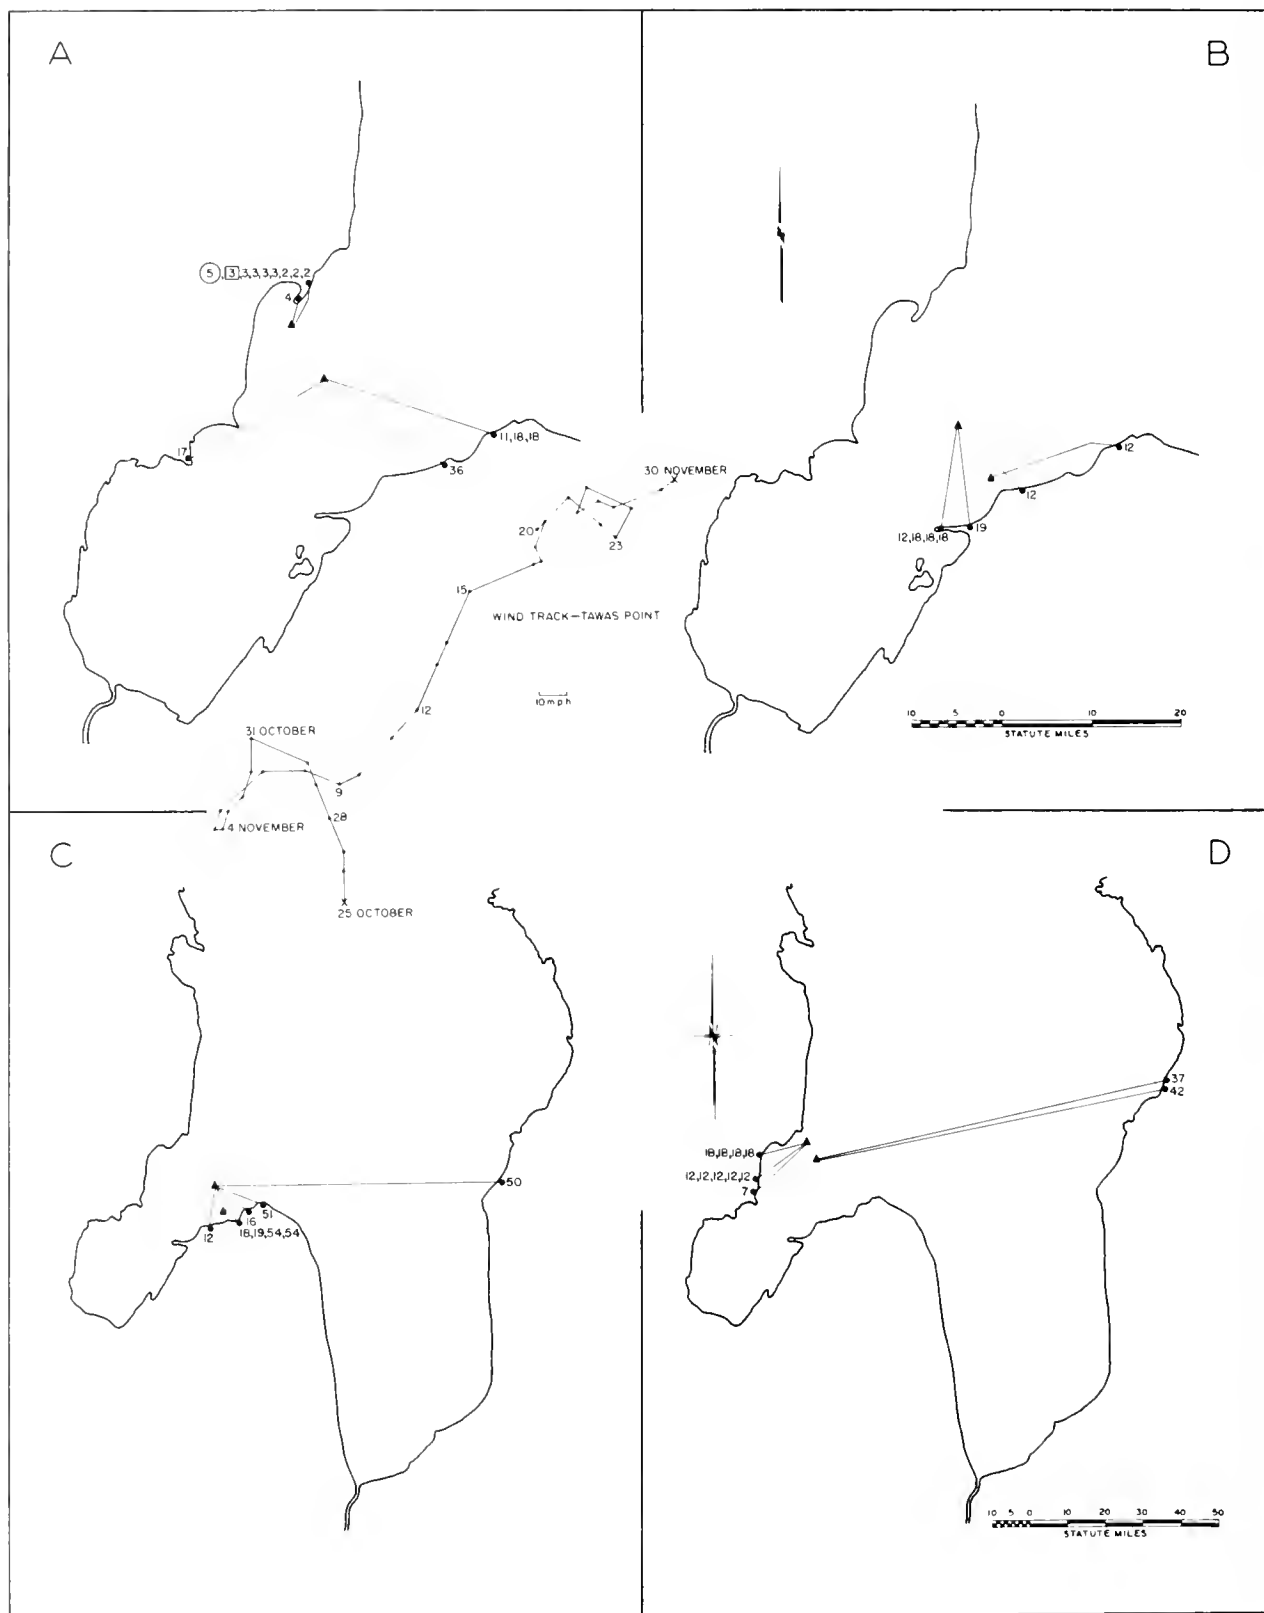 A
B
5, 3, 3, 3, 3, 3, 2, 2, 2
4
17
11, 18, 18
36
30 NOVEMBER
20
23
15
WIND TRACK—TAWAS POINT
10 mph
12
31 OCTOBER
9
28
4 NOVEMBER
25 OCTOBER
12
12
19
12, 18, 18, 18
10 5 0 10 20
STATUTE MILES
C
D
50
51
16
12
18, 19, 54, 54
37
42
18, 18, 18, 18
12, 12, 12, 12, 12
7
10 5 0 10 20 30 40 50
STATUTE MILES